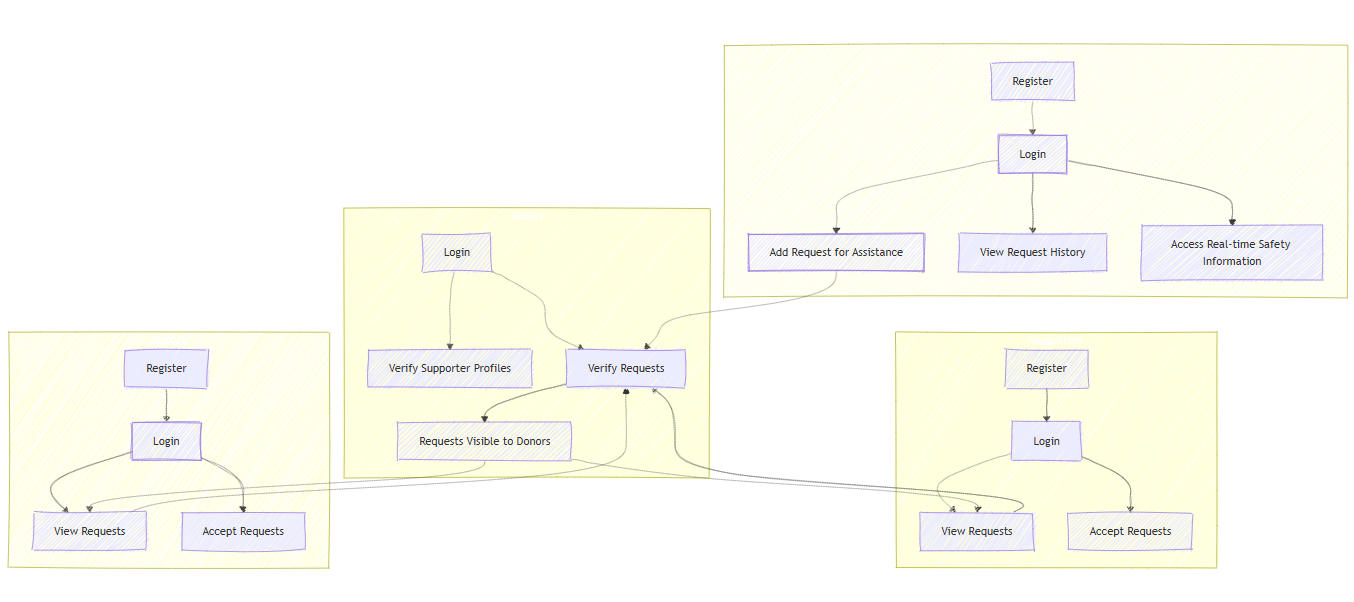 Register
Login
Add Request for Assistance
View Request History
Access Real-time Safety
Information
Login
Verify Supporter Profiles
Verify Requests
Requests Visible to Donors
Register
Login
View Requests
Accept Requests
Register
Login
View Requests
Accept Requests